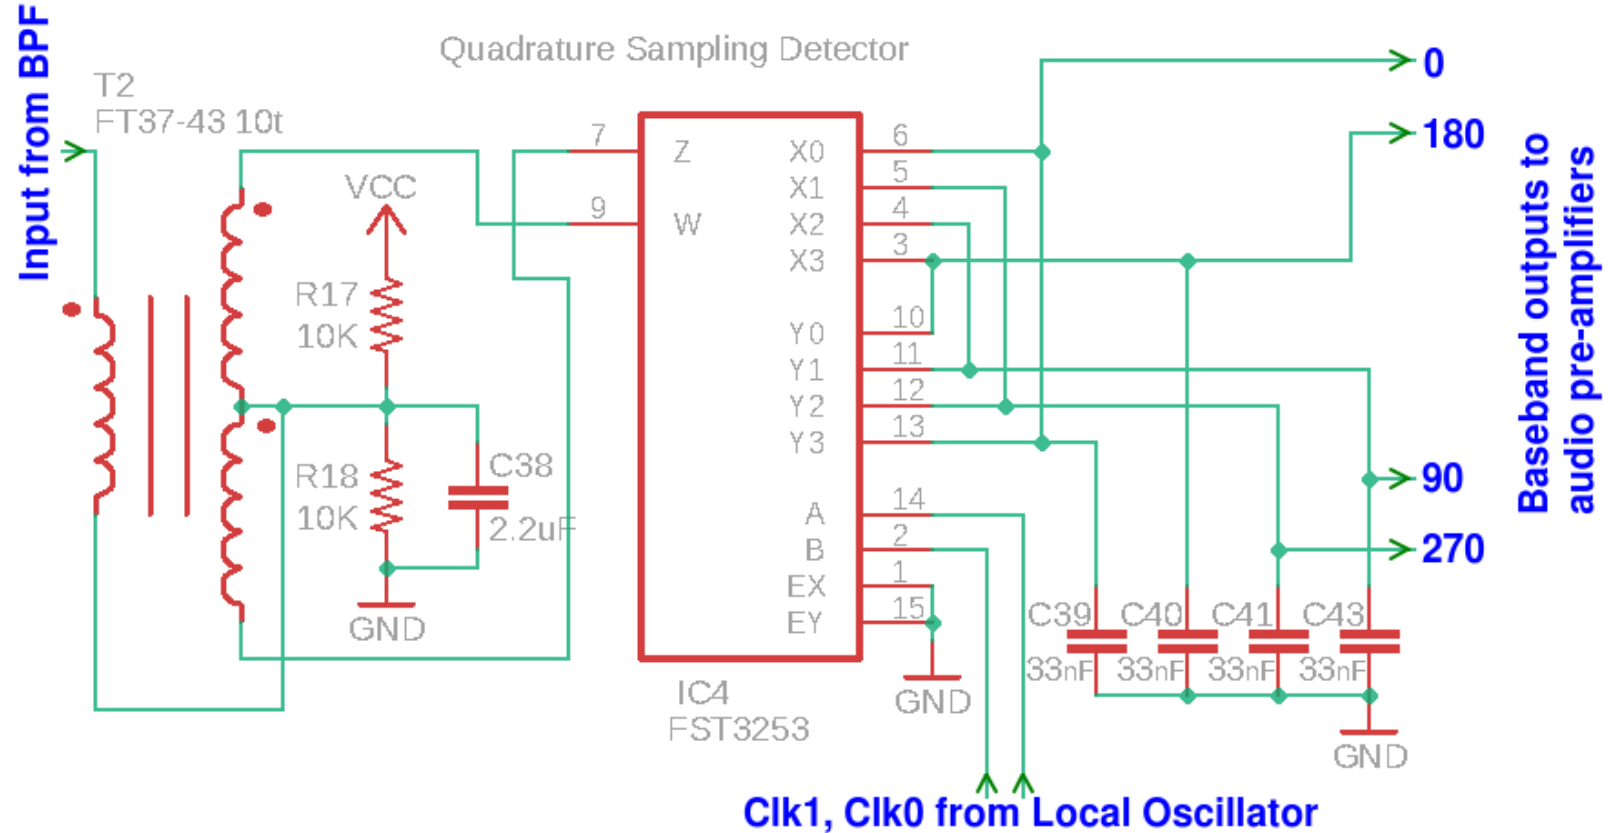 Quadrature Sampling Detector
Input from BPF
T2
FT37-43 10t
VCC
R17
10K
R18
10K
C38
2.2uF
GND
7
Z
9
W
X0
6
X1
5
X2
4
X3
3
Y0
10
Y1
11
Y2
12
Y3
13
A
14
B
2
EX
1
EY
15
IC4
FST3253
GND
0
180
90
270
Baseband outputs to
audio pre-amplifiers
C39
33nF
C40
33nF
C41
33nF
C43
33nF
GND
Clk1, Clk0 from Local Oscillator